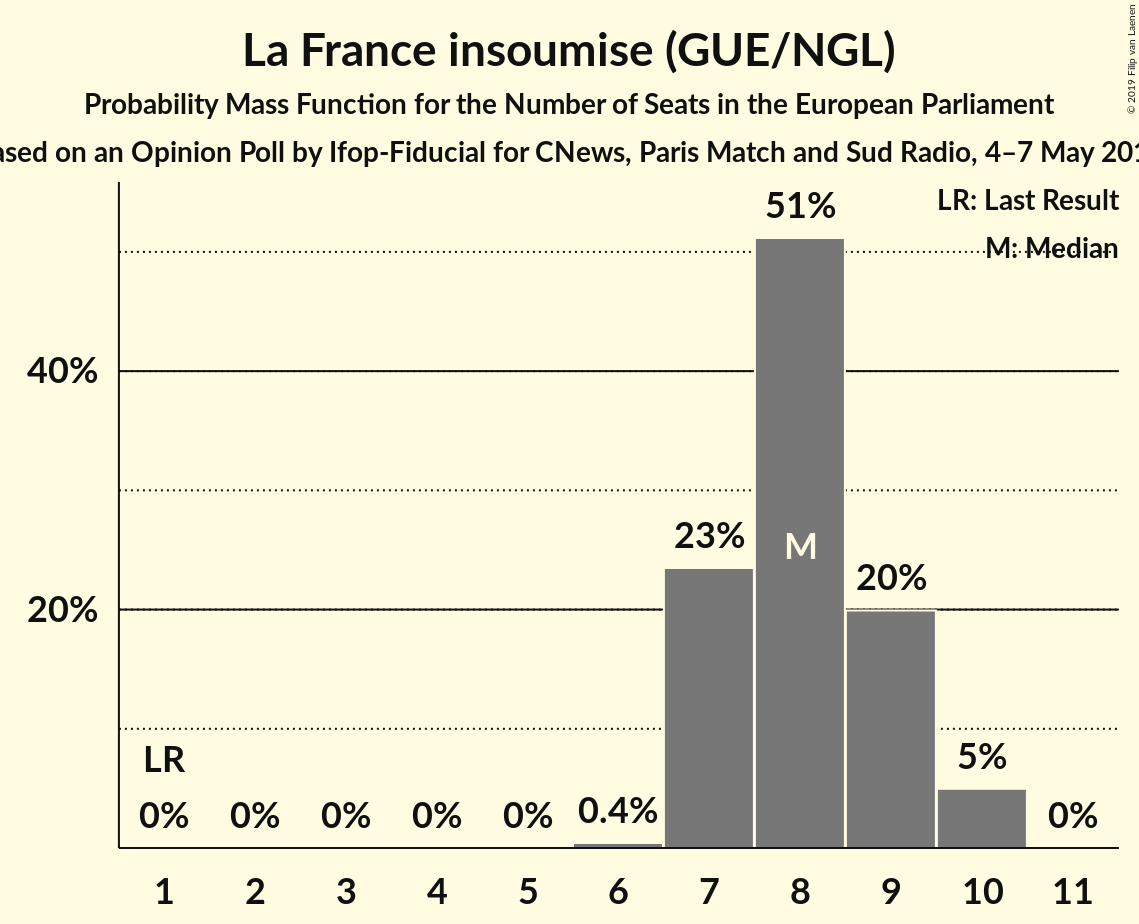 La France insoumise (GUE/NGL)
Probability Mass Function for the Number of Seats in the European Parliament
on an Opinion Poll by Ifop-Fiducial for CNews, Paris Match and Sud Radio, 4–7 May
© 2019 Filip van Laenen
LR: Last Result
M: Median
51%
40%
23%
M
20%
20%
LR
5%
0% 0% 0% 0% 0% 0.4% 0%
1 2 3 4 5 6 7 8 9 10 11